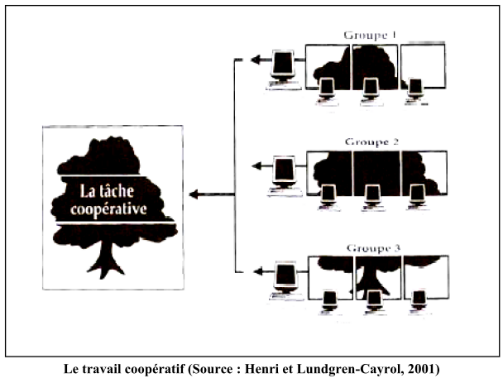 Groupe 1
La tâche
coopérative
Groupe 2
Groupe 3
Le travail coopératif (Source : Henri et Lundgren-Cayrol, 2001)